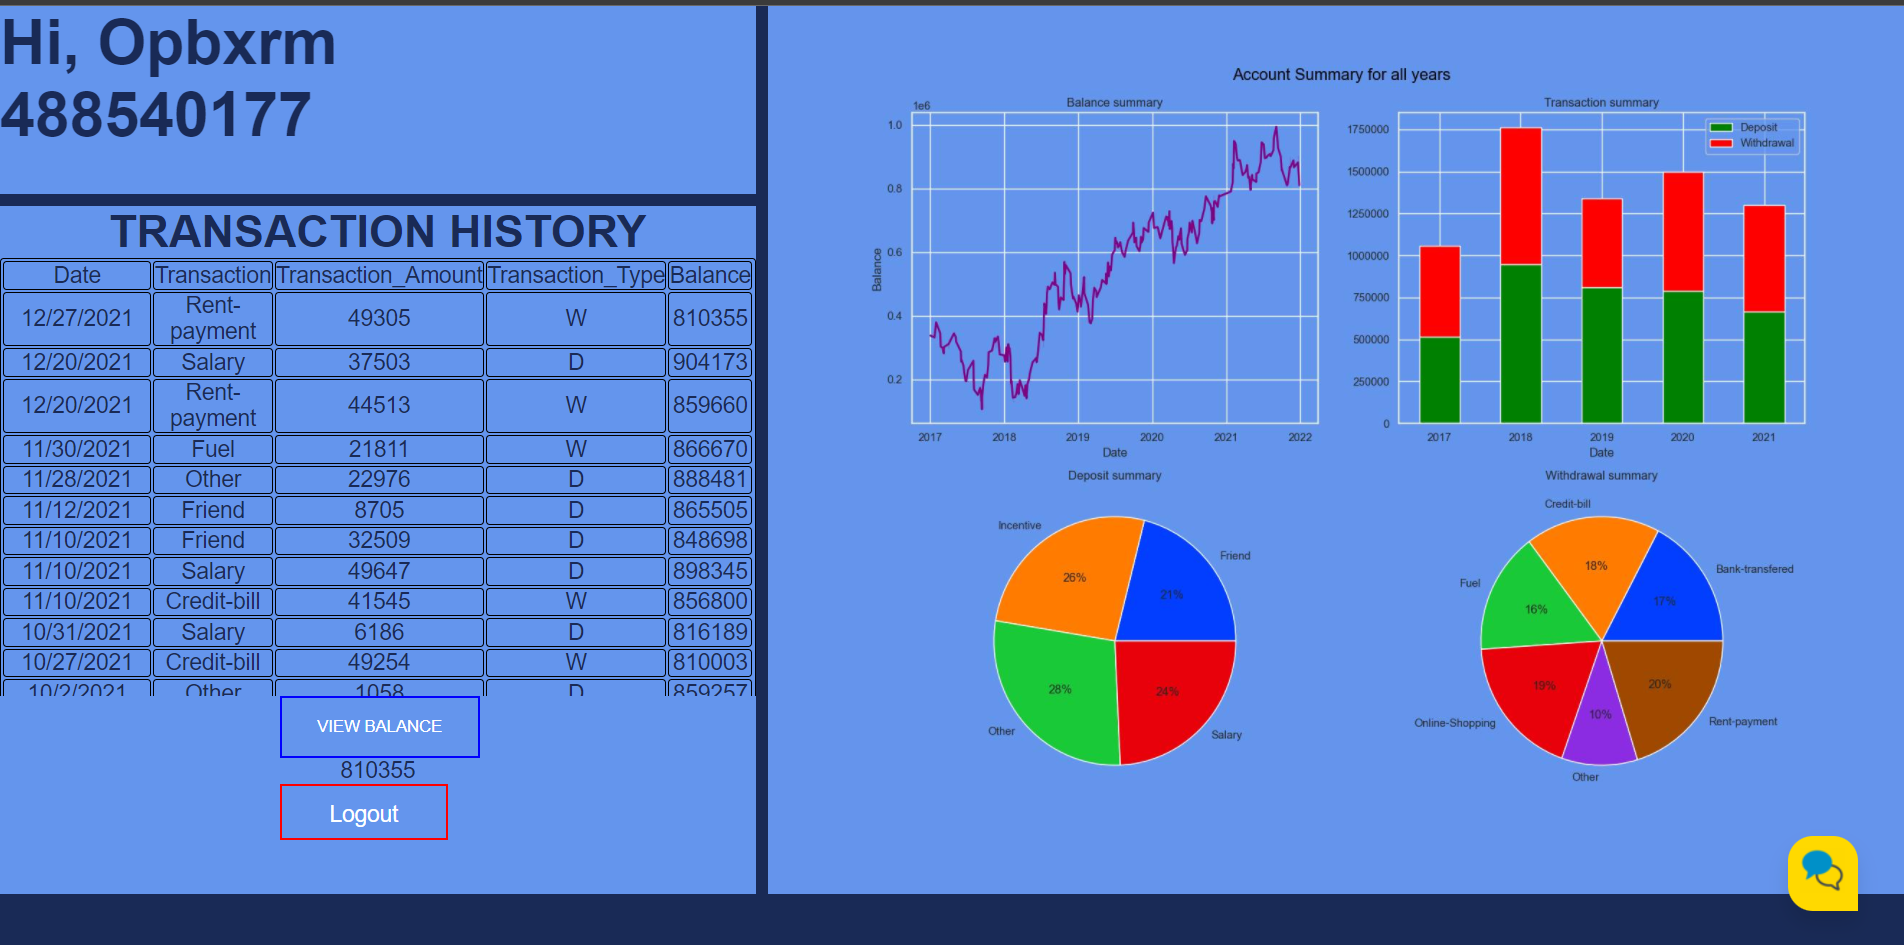 Hi, Opbxrm
488540177
TRANSACTION HISTORY
Date Transaction Transaction_Amount Transaction_Type Balance
12/27/2021 Rent-payment 49305 W 810355
12/20/2021 Salary 37503 D 904173
12/20/2021 Rent-payment 44513 W 859660
11/30/2021 Fuel 21811 W 866670
11/28/2021 Other 22976 D 888481
11/12/2021 Friend 8705 D 865505
11/10/2021 Friend 32509 D 848698
11/10/2021 Salary 49647 D 898345
11/10/2021 Credit-bill 41545 W 856800
10/31/2021 Salary 6186 D 816189
10/27/2021 Credit-bill 49254 W 810003
10/2/2021 Other 1058 D 859257
VIEW BALANCE
810355
Logout
Account Summary for all years
Balance summary
1e6
1.0
0.8
0.6
0.4
0.2
Balance
2017 2018 2019 2020 2021 2022
Date
Transaction summary
Deposit
Withdrawal
1750000
1500000
1250000
1000000
750000
500000
250000
0
2017 2018 2019 2020 2021
Date
Deposit summary
Incentive
Friend
26%
21%
28%
24%
Other
Salary
Withdrawal summary
Credit-bill
Bank-transfered
Fuel
18%
17%
16%
19%
20%
10%
Online-Shopping
Rent-payment
Other